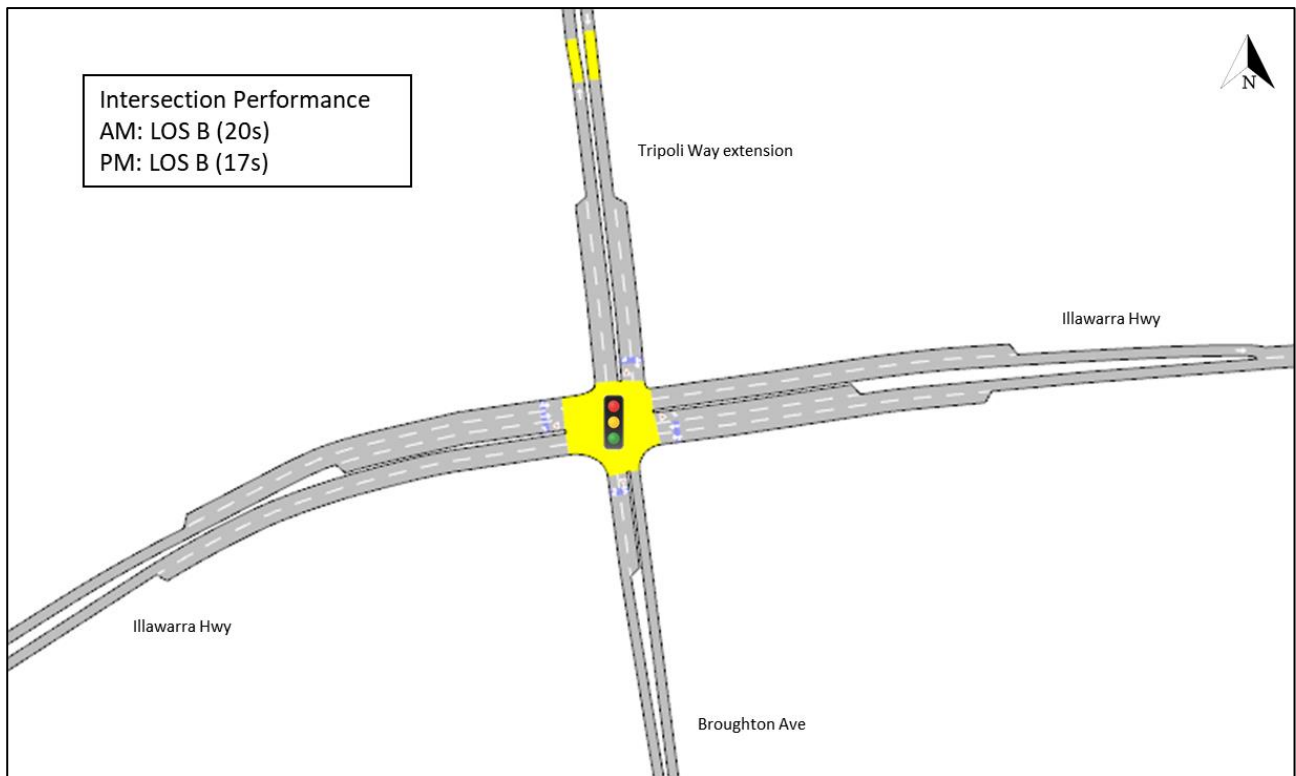 Intersection Performance
AM: LOS B (20s)
PM: LOS B (17s)
N
Tripoli Way extension
Illawarra Hwy
Illawarra Hwy
Broughton Ave